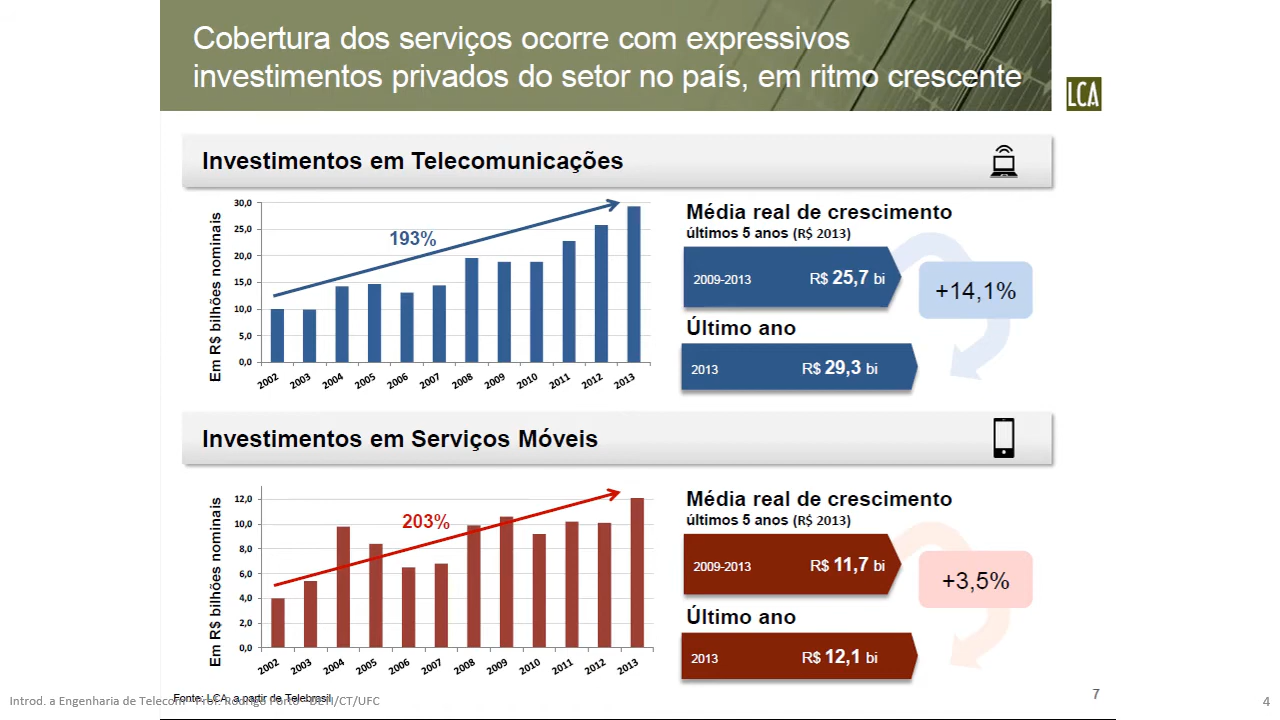 Cobertura dos serviços ocorre com expressivos
investimentos privados do setor no país, em ritmo crescente
LCA
Investimentos em Telecomunicações
Em R$ bilhões nominais
30,0
25,0
20,0
15,0
10,0
5,0
0,0
193%
2002 2003 2004 2005 2006 2007 2008 2009 2010 2011 2012 2013
Média real de crescimento
últimos 5 anos (R$ 2013)
2009-2013 R$ 25,7 bi
+14,1%
Último ano
2013 R$ 29,3 bi
Investimentos em Serviços Móveis
Em R$ bilhões nominais
12,0
10,0
8,0
6,0
4,0
2,0
0,0
203%
2002 2003 2004 2005 2006 2007 2008 2009 2010 2011 2012 2013
Média real de crescimento
últimos 5 anos (R$ 2013)
2009-2013 R$ 11,7 bi
+3,5%
Último ano
2013 R$ 12,1 bi
Fonte: LCA, a partir de Telebrasil
7
Introd. a Engenharia de Telecom - Prof. Rodrigo Porto - DETI/CT/UFC
4